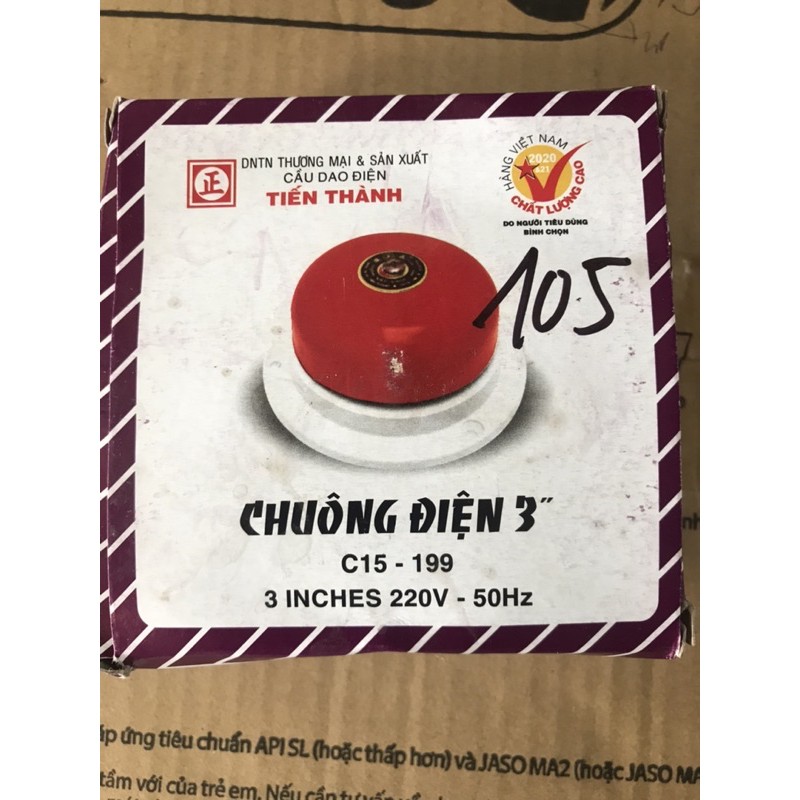 正
DNTN THƯƠNG MẠI & SẢN XUẤT
CẦU DAO ĐIỆN
TIẾN THÀNH
HÀNG VIỆT NAM
2020
CHẤT LƯỢNG CAO
DO NGƯỜI TIÊU DÙNG
BÌNH CHỌN
105
CHUÔNG ĐIỆN 3"
C15 - 199
3 INCHES 220V - 50Hz
áp ứng tiêu chuẩn API SL (hoặc thấp hơn) và JASO MA2 (hoặc JASO MA
tầm với của trẻ em. Nếu cần tư vấn